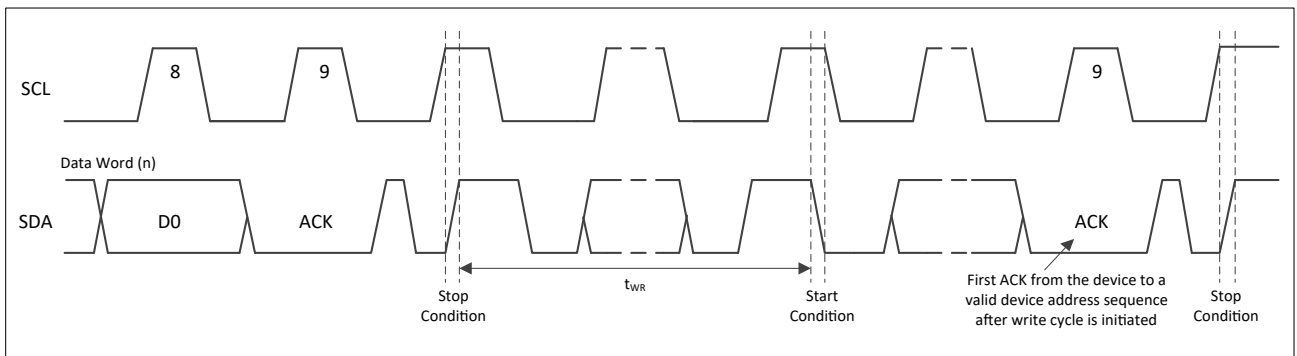 SCL
8
9
9
Data Word (n)
SDA
D0
ACK
ACK
tWR
Stop
Condition
Start
Condition
First ACK from the device to a
valid device address sequence
after write cycle is initiated
Stop
Condition